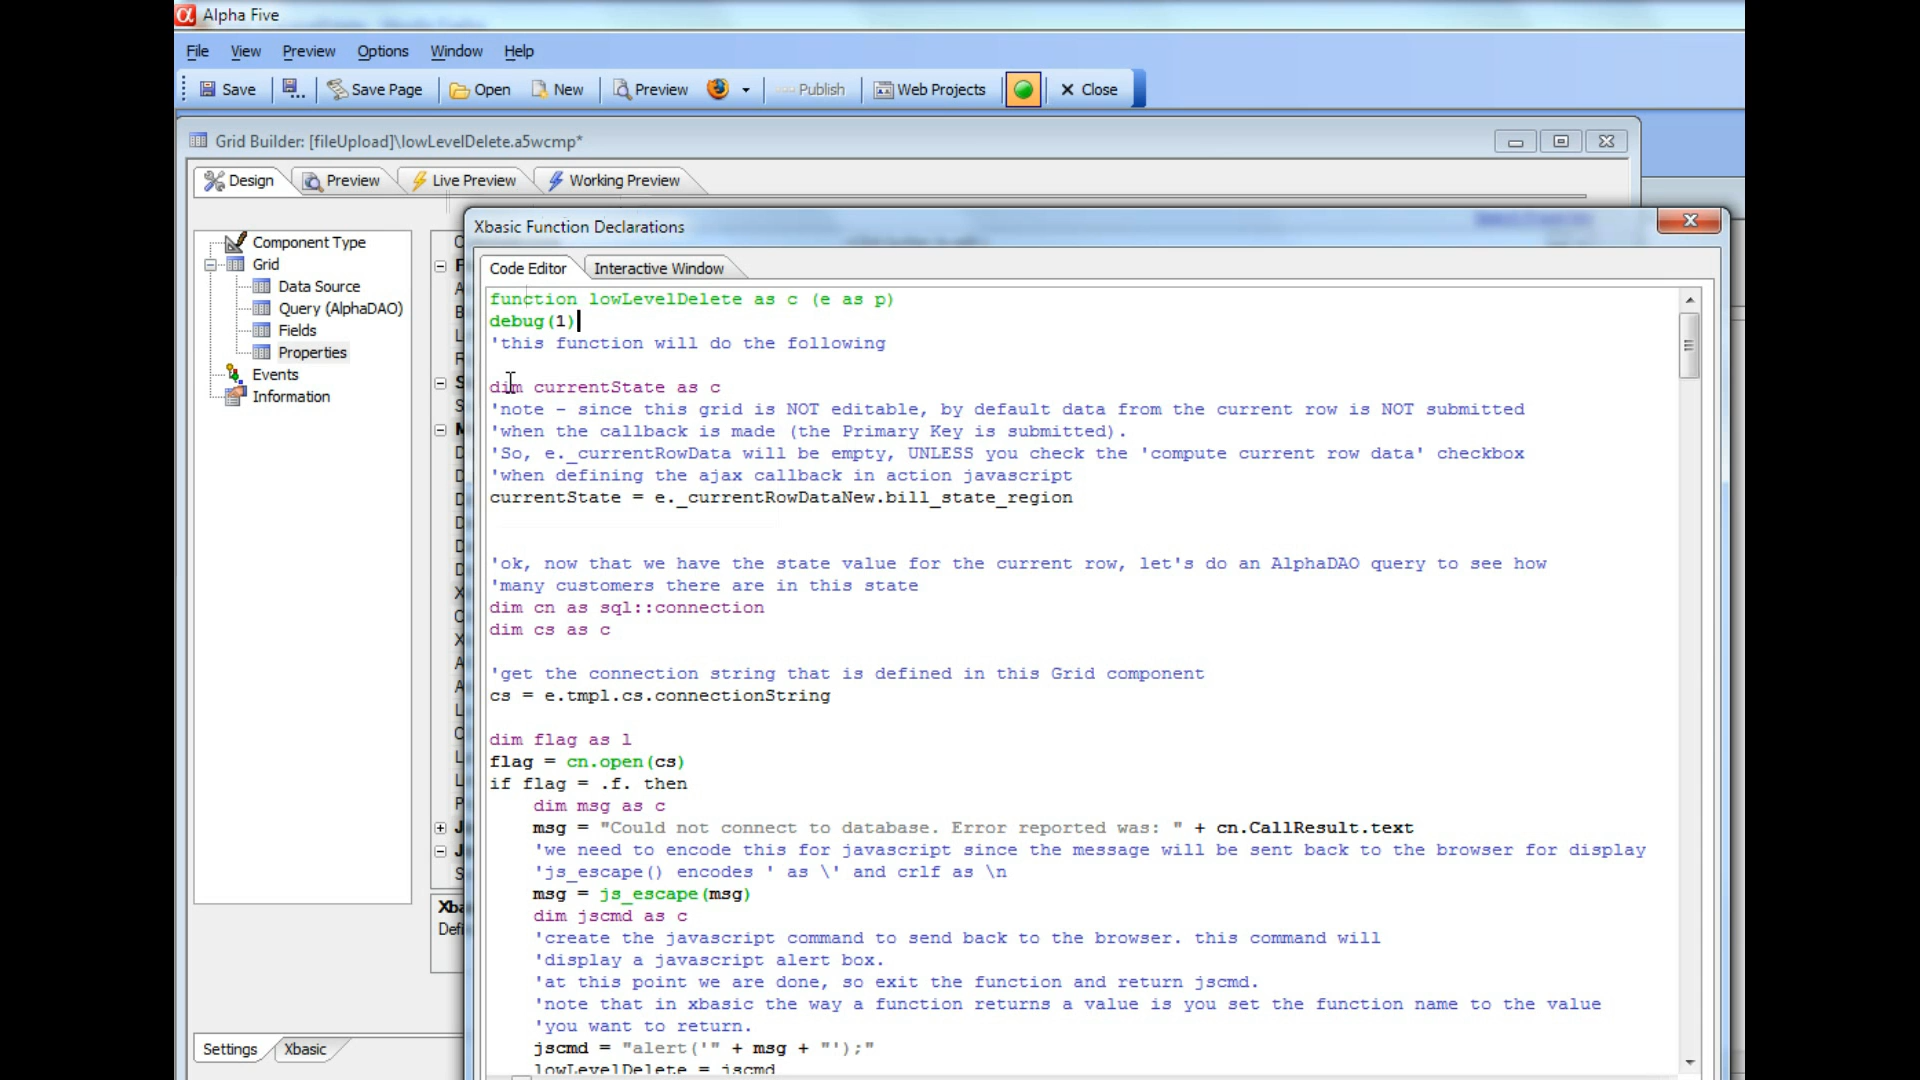 Alpha Five
File View Preview Options Window Help
Save Save Page Open New Preview Publish Web Projects Close
Grid Builder: [fileUpload]\lowLevelDelete.a5wcmp*
Design Preview Live Preview Working Preview
Component Type
Grid
Data Source
Query (AlphaDAO)
Fields
Properties
Events
Information
Settings Xbasic
Xbasic Function Declarations
Code Editor Interactive Window
function lowLevelDelete as c (e as p)
debug(1)
'this function will do the following
dim currentState as c
'note - since this grid is NOT editable, by default data from the current row is NOT submitted
'when the callback is made (the Primary Key is submitted).
'So, e._currentRowData will be empty, UNLESS you check the 'compute current row data' checkbox
'when defining the ajax callback in action javascript
currentState = e._currentRowDataNew.bill_state_region
'ok, now that we have the state value for the current row, let's do an AlphaDAO query to see how
'many customers there are in this state
dim cn as sql::connection
dim cs as c
'get the connection string that is defined in this Grid component
cs = e.tmpl.cs.connectionString
dim flag as l
flag = cn.open(cs)
if flag = .f. then
dim msg as c
msg = "Could not connect to database. Error reported was: " + cn.CallResult.text
'we need to encode this for javascript since the message will be sent back to the browser for display
'js_escape() encodes ' as \' and crlf as \n
msg = js_escape(msg)
dim jscmd as c
'create the javascript command to send back to the browser. this command will
'display a javascript alert box.
'at this point we are done, so exit the function and return jscmd.
'note that in xbasic the way a function returns a value is you set the function name to the value
'you want to return.
jscmd = "alert('" + msg + "');"
lowLevelDelete = jscmd